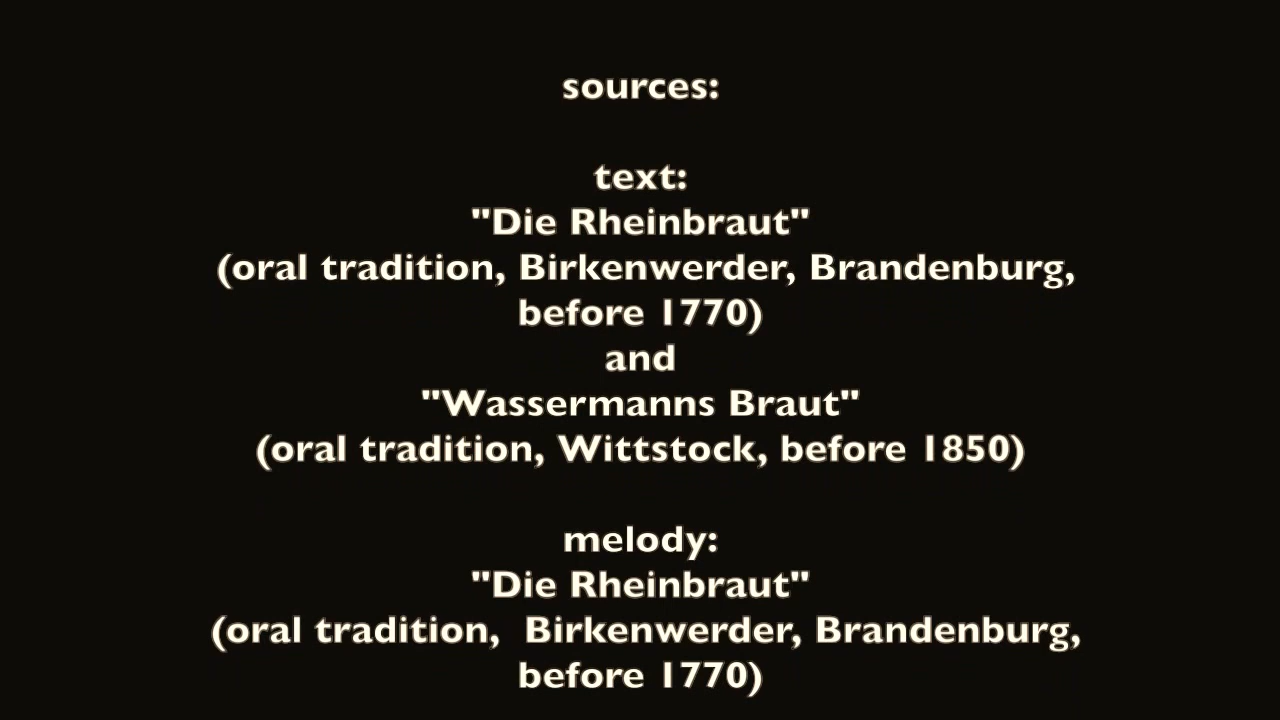 sources:
text:
"Die Rheinbraut"
(oral tradition, Birkenwerder, Brandenburg,
before 1770)
and
"Wassermanns Braut"
(oral tradition, Wittstock, before 1850)
melody:
"Die Rheinbraut"
(oral tradition,  Birkenwerder, Brandenburg,
before 1770)